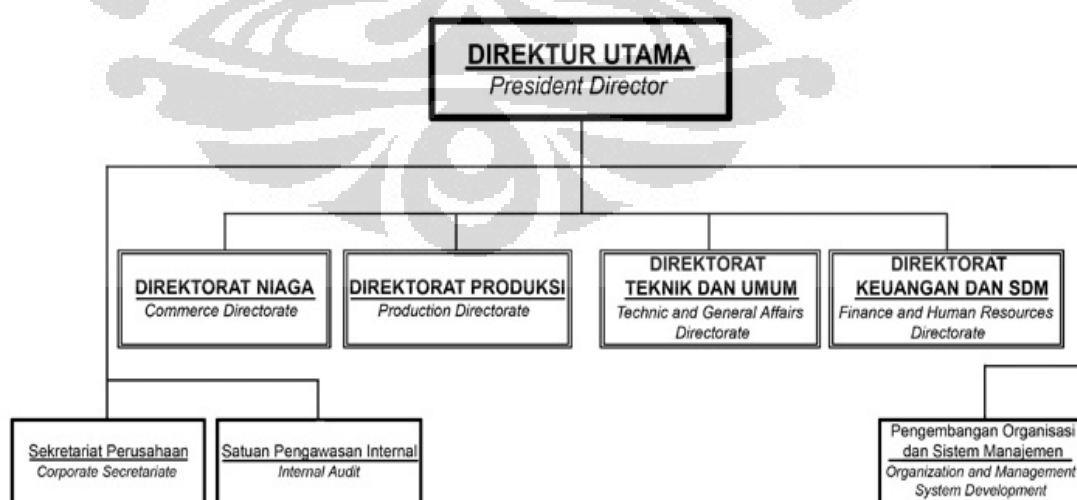 DIREKTUR UTAMA
President Director
DIREKTORAT NIAGA
Commerce Directorate
DIREKTORAT PRODUKSI
Production Directorate
DIREKTORAT
TEKNIK DAN UMUM
Technic and General Affairs
Directorate
DIREKTORAT
KEUANGAN DAN SDM
Finance and Human Resources
Directorate
Sekretariat Perusahaan
Corporate Secretariate
Satuan Pengawasan Internal
Internal Audit
Pengembangan Organisasi
dan Sistem Manajemen
Organization and Management
System Development